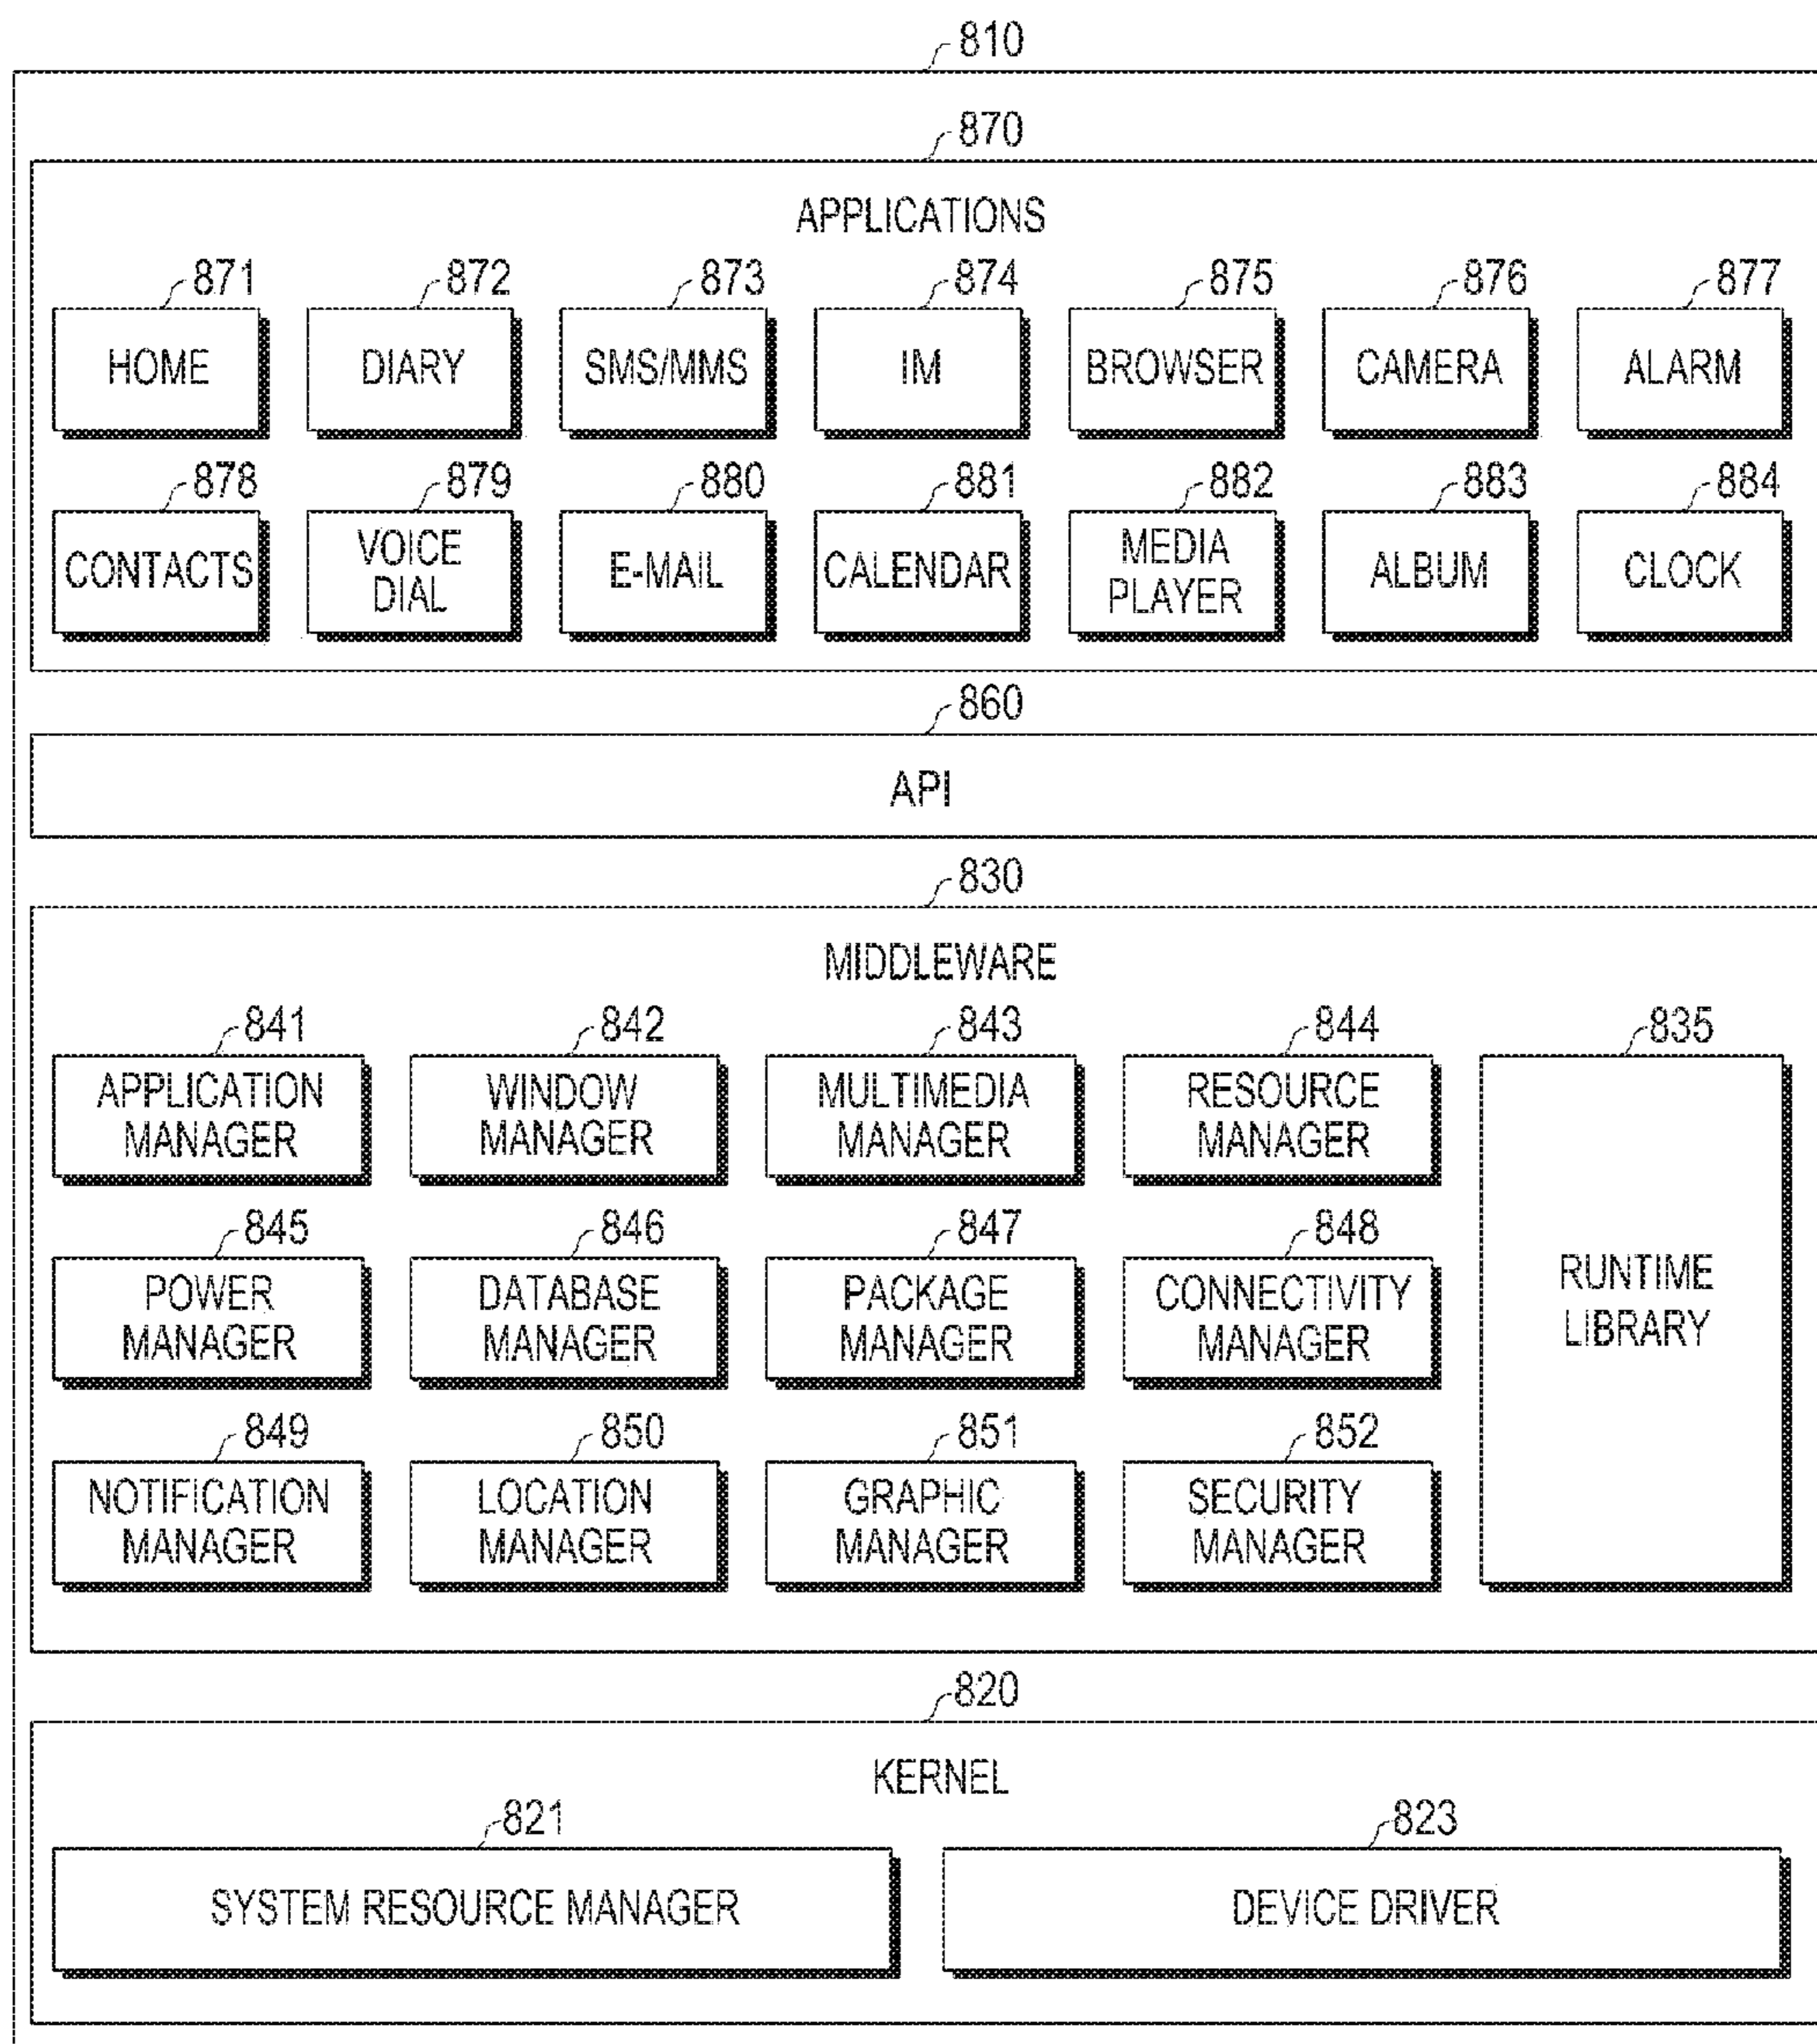 810
870
APPLICATIONS
871 872 873 874 875 876 877
HOME DIARY SMS/MMS IM BROWSER CAMERA ALARM
878 879 880 881 882 883 884
CONTACTS VOICE DIAL E-MAIL CALENDAR MEDIA PLAYER ALBUM CLOCK
860
API
830
MIDDLEWARE
841 842 843 844 835
APPLICATION MANAGER WINDOW MANAGER MULTIMEDIA MANAGER RESOURCE MANAGER
845 846 847 848
POWER MANAGER DATABASE MANAGER PACKAGE MANAGER CONNECTIVITY MANAGER RUNTIME LIBRARY
849 850 851 852
NOTIFICATION MANAGER LOCATION MANAGER GRAPHIC MANAGER SECURITY MANAGER
820
KERNEL
821 823
SYSTEM RESOURCE MANAGER DEVICE DRIVER